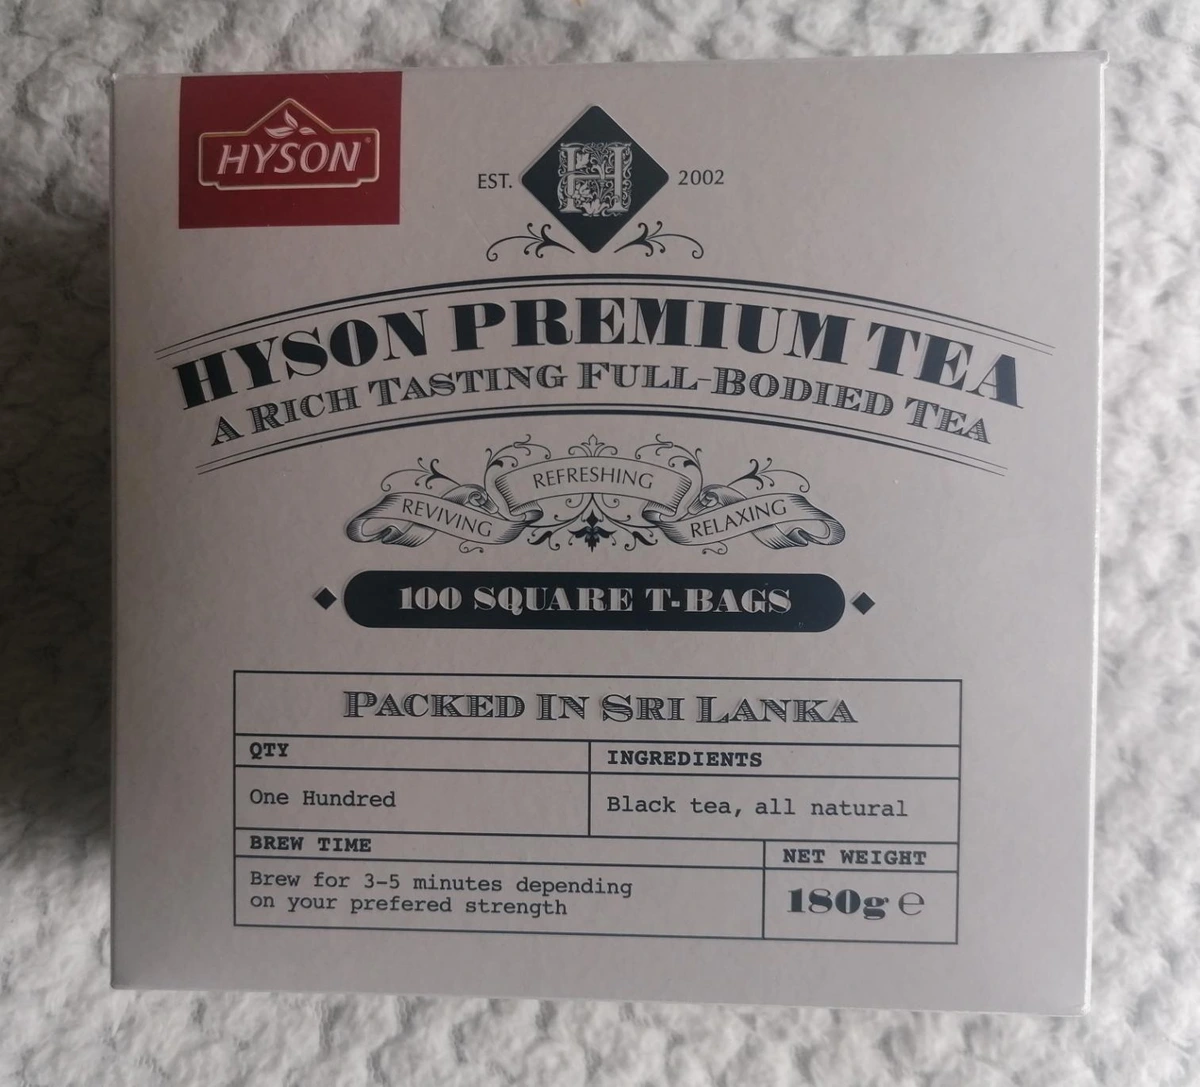 HYSON®
EST. H 2002
HYSON PREMIUM TEA
A RICH TASTING FULL-BODIED TEA
REVIVING REFRESHING RELAXING
100 SQUARE T-BAGS
PACKED IN SRI LANKA
QTY INGREDIENTS
One Hundred Black tea, all natural
BREW TIME NET WEIGHT
Brew for 3-5 minutes depending
on your prefered strength
180g ℮